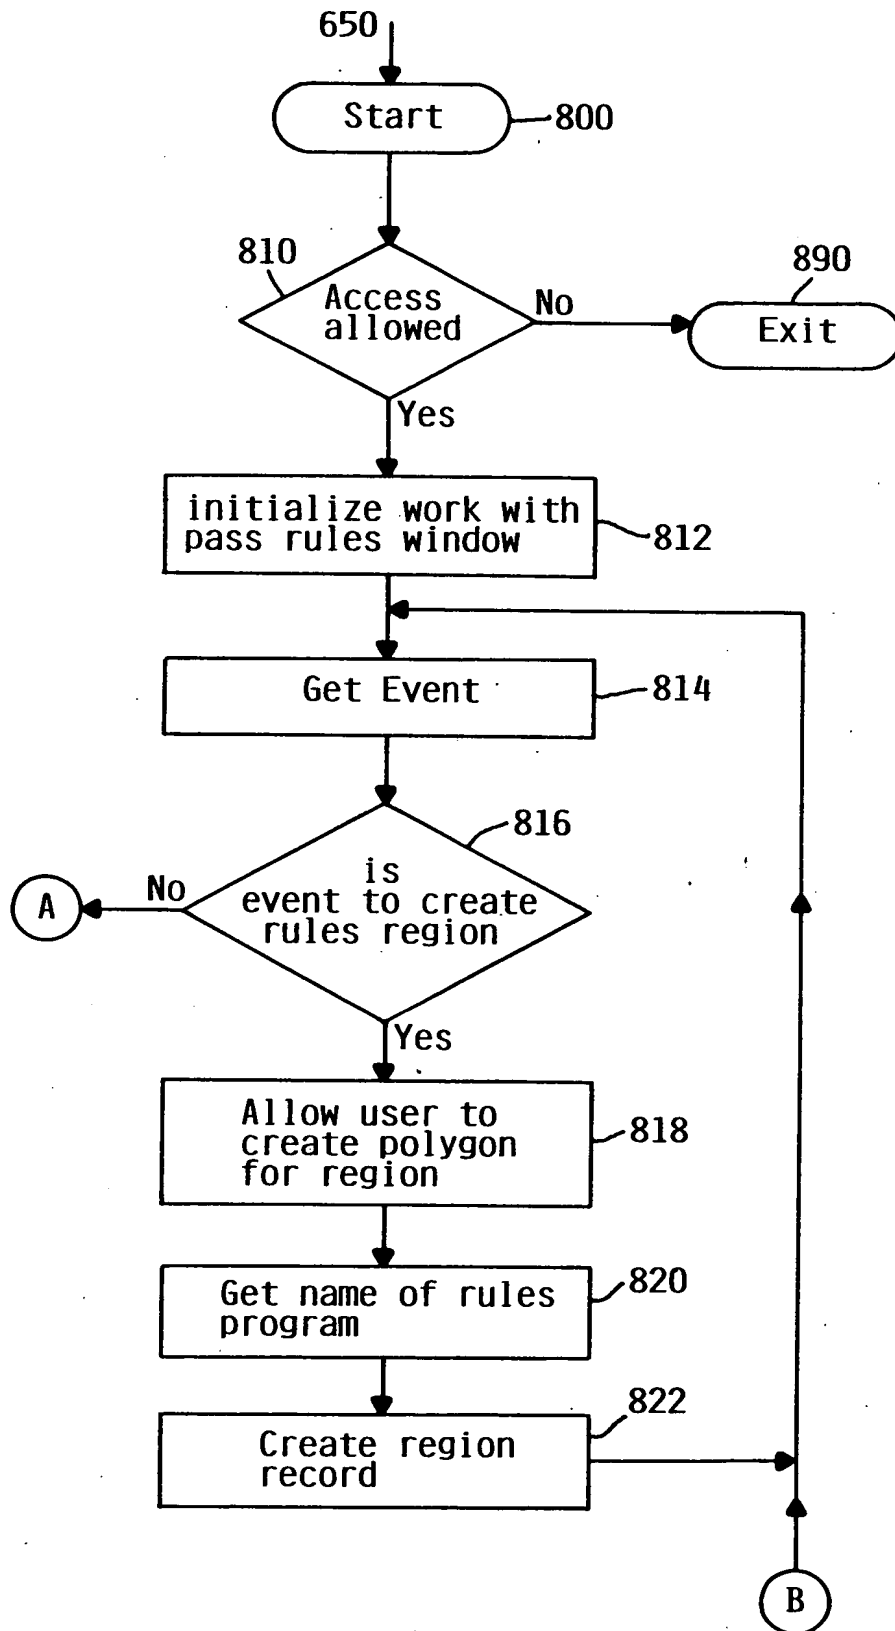 650
Start
800
810
Access
allowed
No
890
Exit
Yes
initialize work with
pass rules window
812
Get Event
814
816
is
event to create
rules region
No
A
Yes
Allow user to
create polygon
for region
818
Get name of rules
program
820
Create region
record
822
B